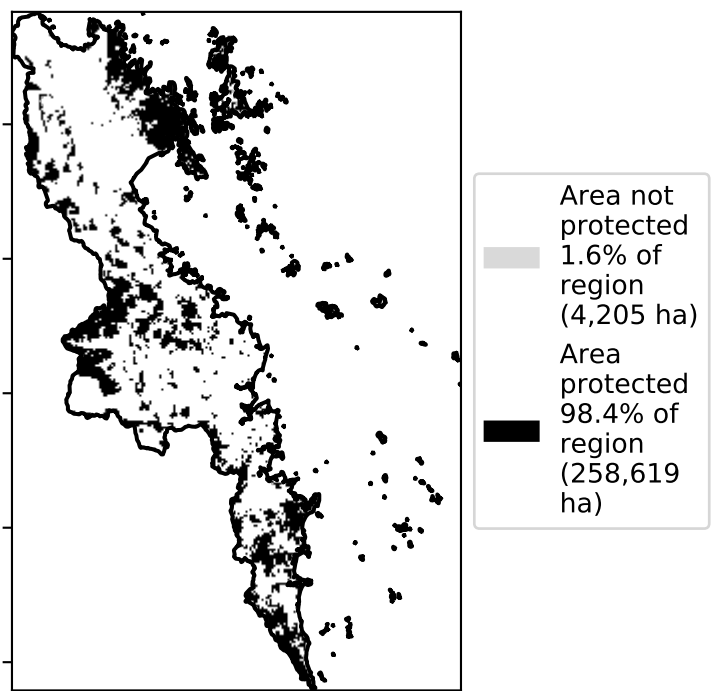 Area not
protected
1.6% of
region
(4,205 ha)
Area
protected
98.4% of
region
(258,619
ha)